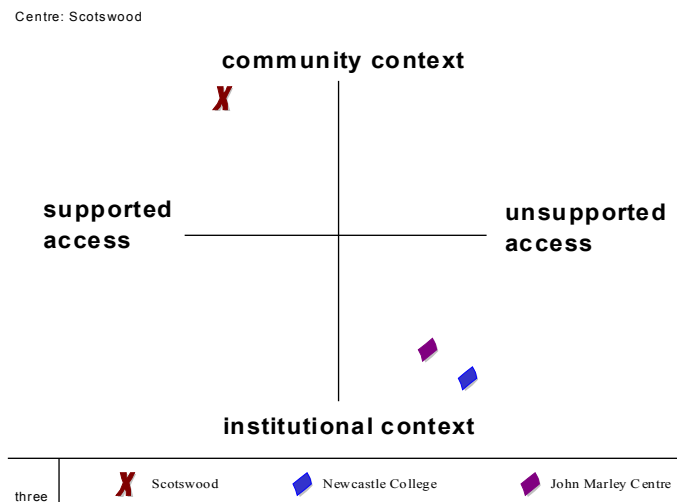 Centre: Scotswood
community context
supported
access
unsupported
access
institutional context
three
Scotswood
Newcastle College
John Marley Centre